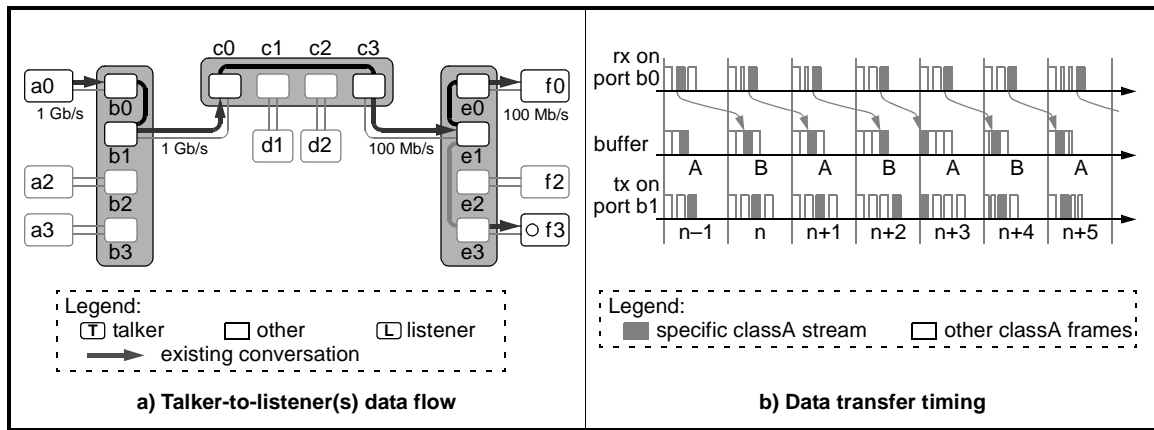 c0 c1 c2 c3
a0 b0 e0 f0
1 Gb/s 100 Mb/s
b1 1 Gb/s d1 d2 100 Mb/s e1
a2 b2 e2 f2
a3 b3 e3 f3
Legend:
T talker other L listener
existing conversation
a) Talker-to-listener(s) data flow
rx on
port b0
buffer
A B A B A B A
tx on
port b1
n–1 n n+1 n+2 n+3 n+4 n+5
Legend:
specific classA stream other classA frames
b) Data transfer timing